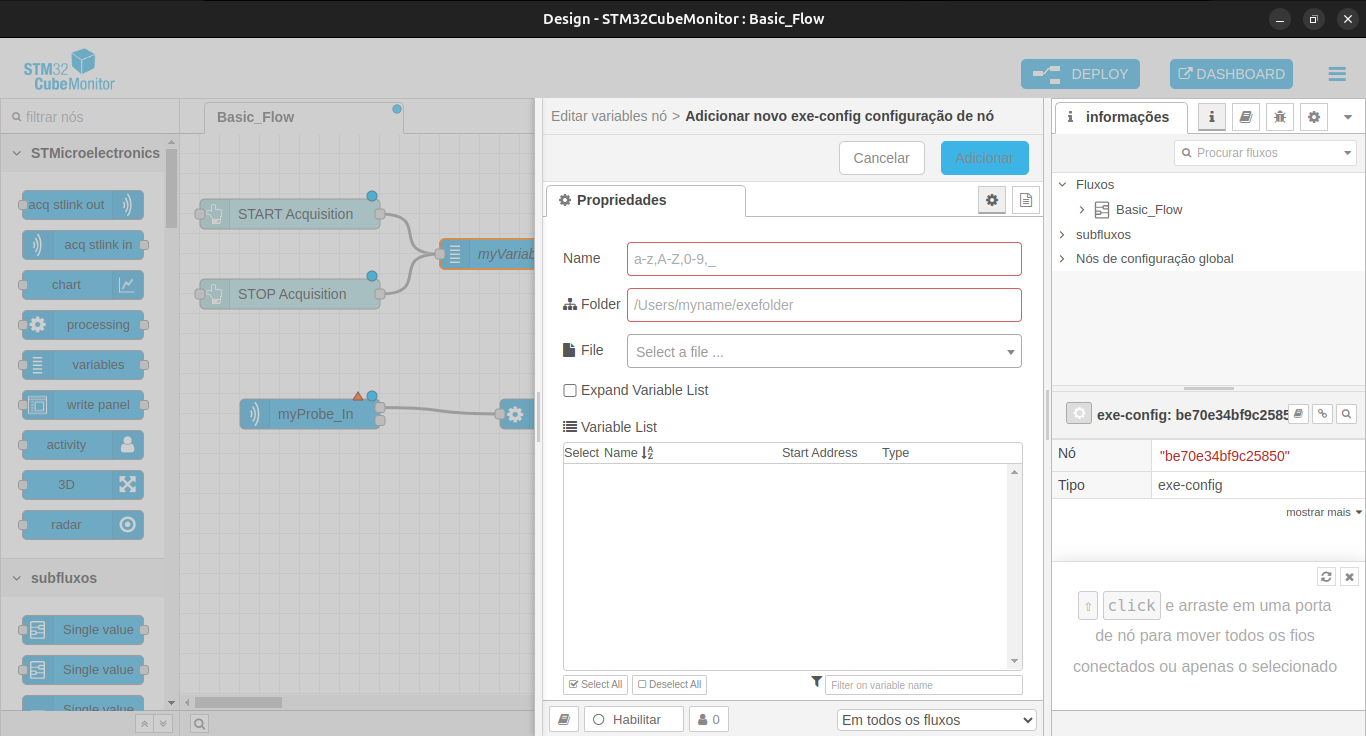 Design - STM32CubeMonitor : Basic_Flow
STM32
CubeMonitor
DEPLOY
DASHBOARD
filtrar nós
STMicroelectronics
acq stlink out
acq stlink in
chart
processing
variables
write panel
activity
3D
radar
subfluxos
Single value
Single value
Single value
Basic_Flow
START Acquisition
STOP Acquisition
myVariab
myProbe_In
Editar variables nó > Adicionar novo exe-config configuração de nó
Cancelar
Adicionar
Propriedades
Name
a-z,A-Z,0-9,_
Folder
/Users/myname/exefolder
File
Select a file ...
Expand Variable List
Variable List
Select Name Start Address Type
Select All
Deselect All
Filter on variable name
Habilitar
0
Em todos os fluxos
informações
Procurar fluxos
Fluxos
Basic_Flow
subfluxos
Nós de configuração global
exe-config: be70e34bf9c2585
Nó "be70e34bf9c25850"
Tipo exe-config
mostrar mais
⇧ click e arraste em uma porta
de nó para mover todos os fios
conectados ou apenas o selecionado